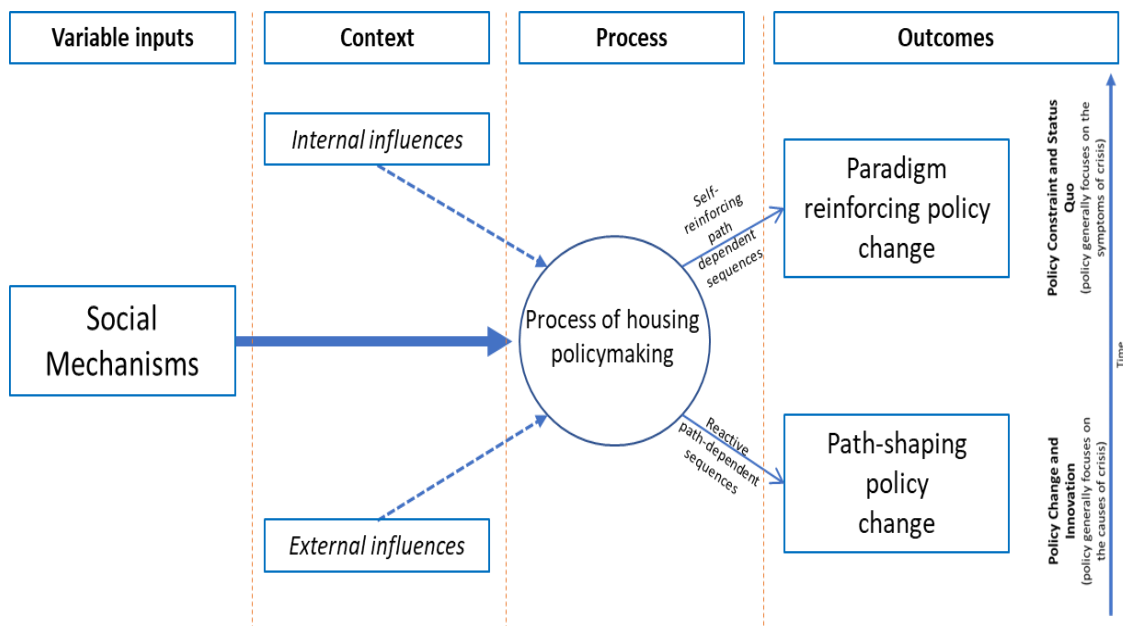 Variable inputs
Context
Process
Outcomes
Internal influences
Social
Mechanisms
External influences
Process of housing
policymaking
Self-
reinforcing
path
dependent
sequences
Reactive
path-dependent
sequences
Paradigm
reinforcing policy
change
Path-shaping
policy
change
Policy Constraint and Status
Quo
(policy generally focuses on the
symptoms of crisis)
Policy Change and
Innovation
(policy generally focuses on
the causes of crisis)
Time